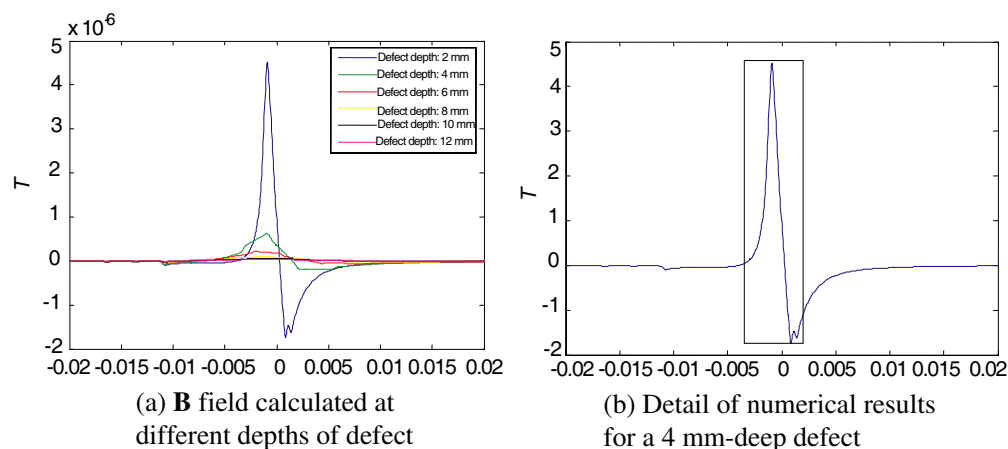 x 10^6
5
4
3
2
1
0
-1
-2
T
-0.02 -0.015 -0.01 -0.005 0 0.005 0.01 0.015 0.02
Defect depth: 2 mm
Defect depth: 4 mm
Defect depth: 6 mm
Defect depth: 8 mm
Defect depth: 10 mm
Defect depth: 12 mm
(a) B field calculated at
different depths of defect
5
4
3
2
1
0
-1
-2
T
-0.02 -0.015 -0.01 -0.005 0 0.005 0.01 0.015 0.02
(b) Detail of numerical results
for a 4 mm-deep defect